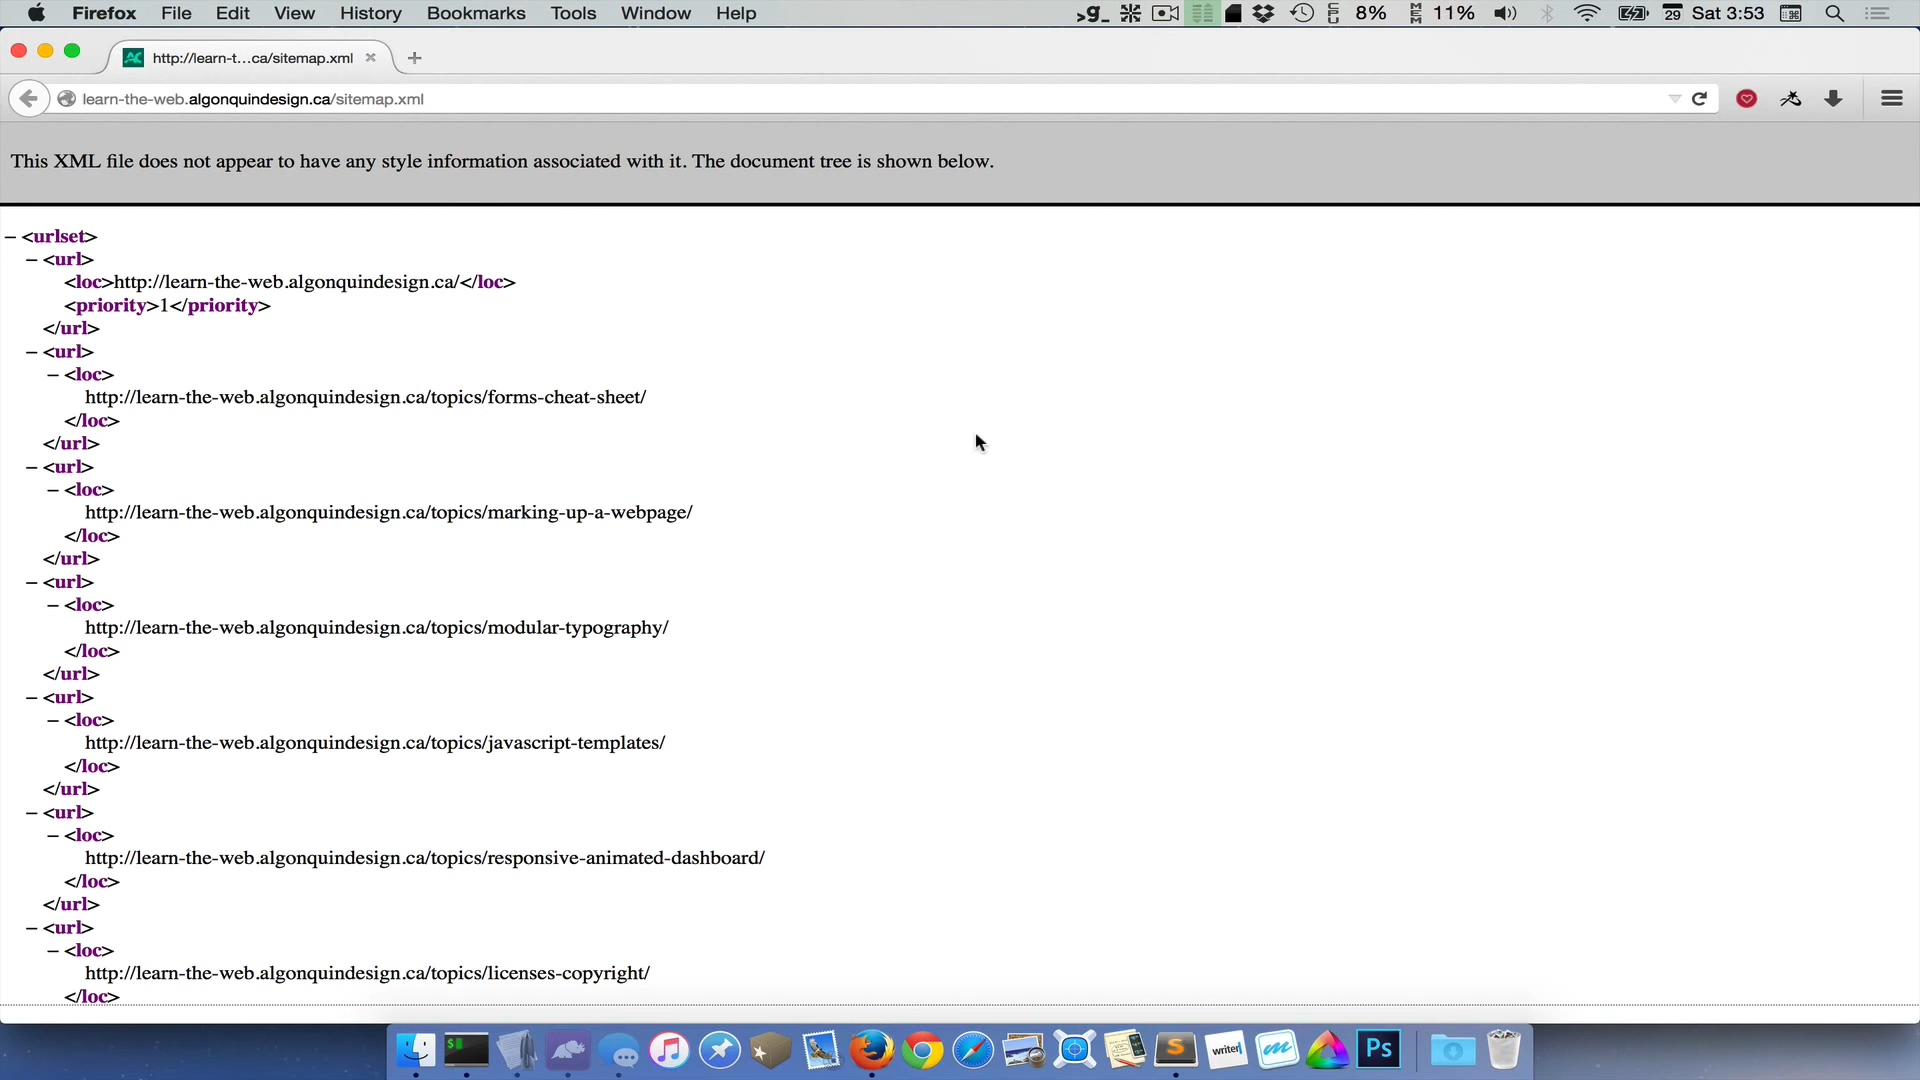 Firefox File Edit View History Bookmarks Tools Window Help >g_ CPU 8% MEM 11% 29 Sat 3:53
AC http://learn-t…ca/sitemap.xml
learn-the-web.algonquindesign.ca/sitemap.xml
This XML file does not appear to have any style information associated with it. The document tree is shown below.
– <urlset>
– <url>
<loc>http://learn-the-web.algonquindesign.ca/</loc>
<priority>1</priority>
</url>
– <url>
– <loc>
http://learn-the-web.algonquindesign.ca/topics/forms-cheat-sheet/
</loc>
</url>
– <url>
– <loc>
http://learn-the-web.algonquindesign.ca/topics/marking-up-a-webpage/
</loc>
</url>
– <url>
– <loc>
http://learn-the-web.algonquindesign.ca/topics/modular-typography/
</loc>
</url>
– <url>
– <loc>
http://learn-the-web.algonquindesign.ca/topics/javascript-templates/
</loc>
</url>
– <url>
– <loc>
http://learn-the-web.algonquindesign.ca/topics/responsive-animated-dashboard/
</loc>
</url>
– <url>
– <loc>
http://learn-the-web.algonquindesign.ca/topics/licenses-copyright/
</loc>
$ S writer m Ps